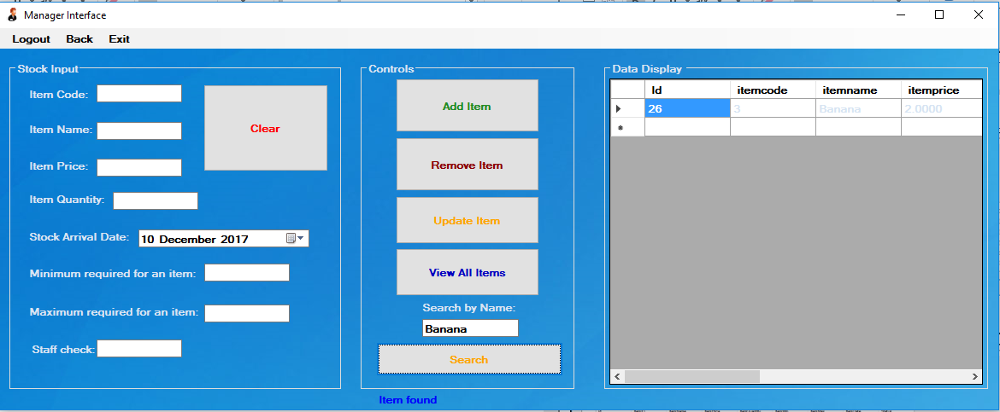 Manager Interface
Logout Back Exit
Stock Input
Item Code:
Item Name:
Item Price:
Item Quantity:
Stock Arrival Date: 10 December 2017
Minimum required for an item:
Maximum required for an item:
Staff check:
Clear
Controls
Add Item
Remove Item
Update Item
View All Items
Search by Name:
Banana
Search
Item found
Data Display
Id itemcode itemname itemprice
26 3 Banana 2.0000